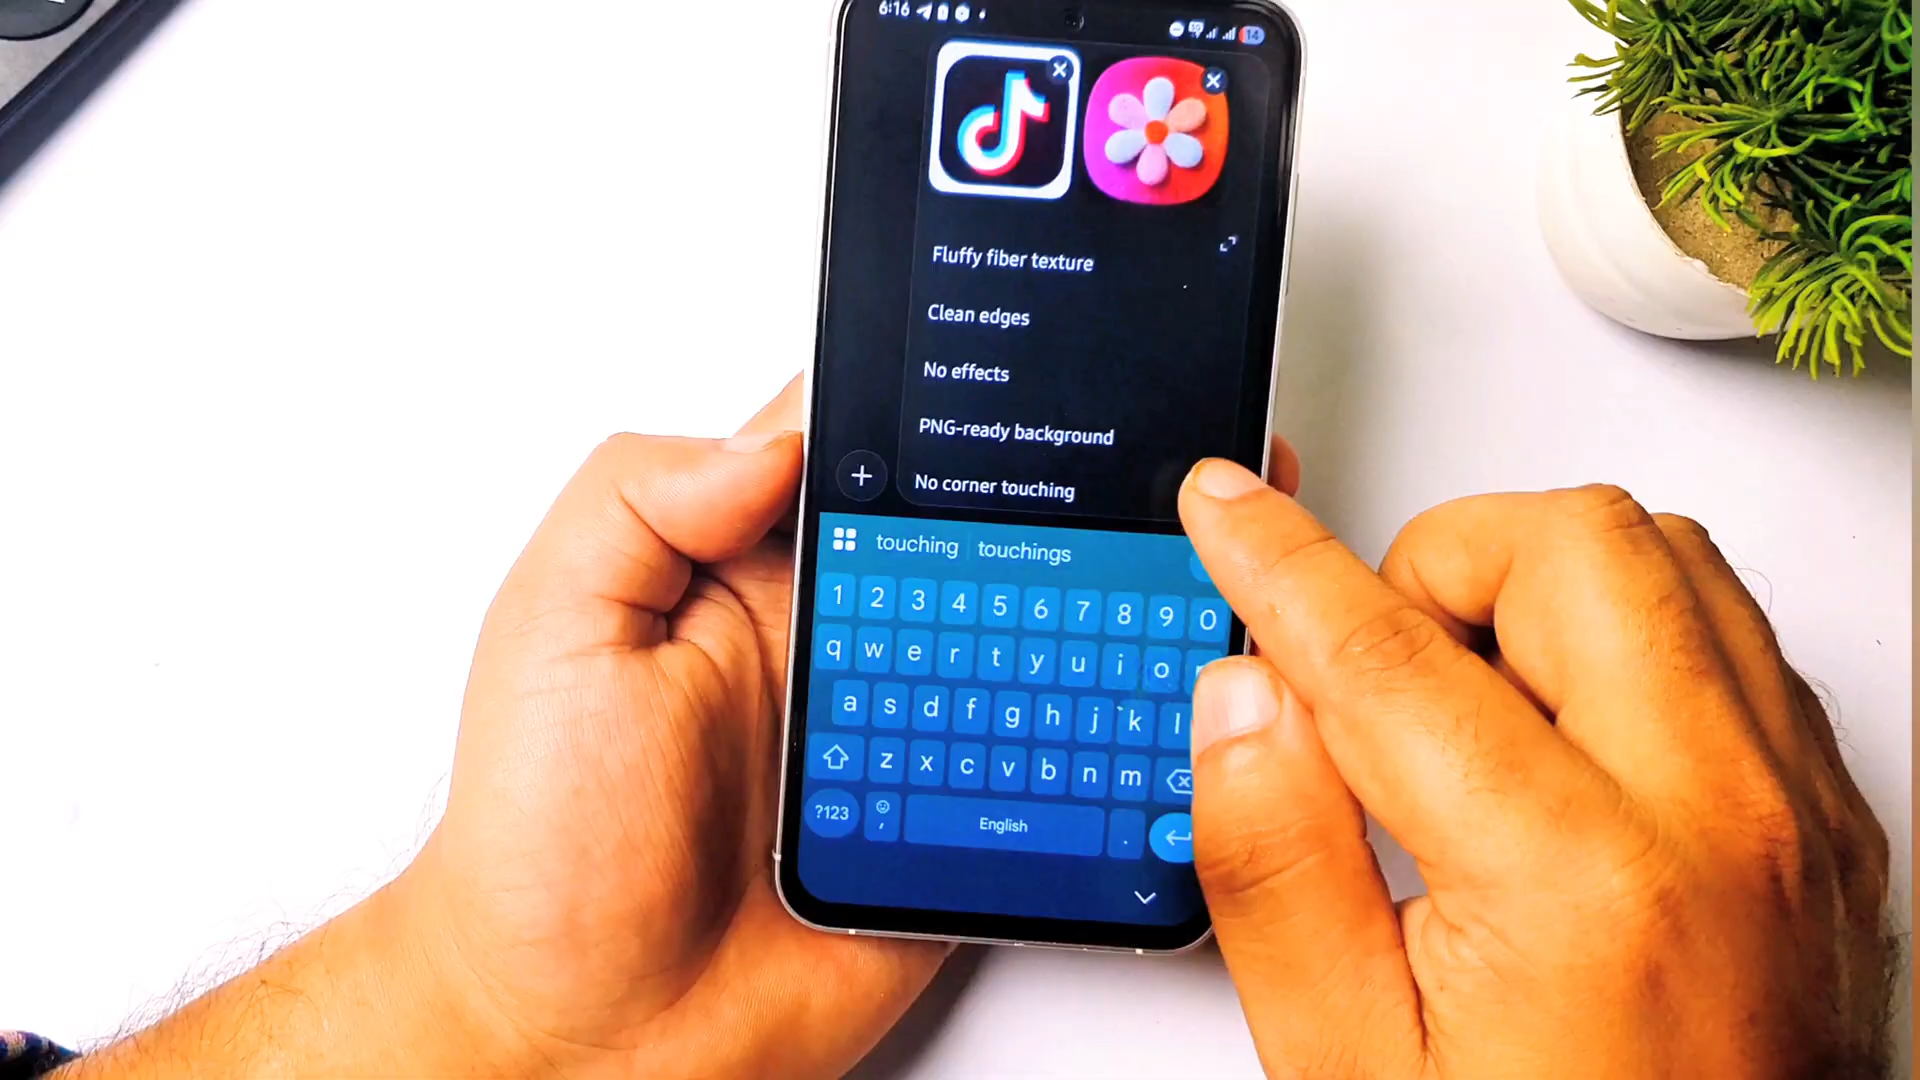 6:16
14
Fluffy fiber texture
Clean edges
No effects
PNG-ready background
No corner touching
touching touchings
1 2 3 4 5 6 7 8 9 0
q w e r t y u i o
a s d f g h j k l
z x c v b n m
?123 , English .